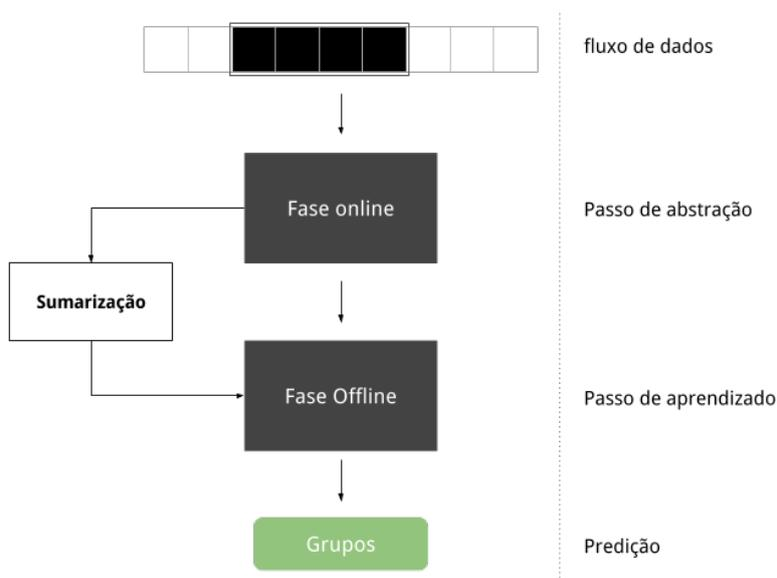 fluxo de dados
Fase online
Passo de abstração
Sumarização
Fase Offline
Passo de aprendizado
Grupos
Predição